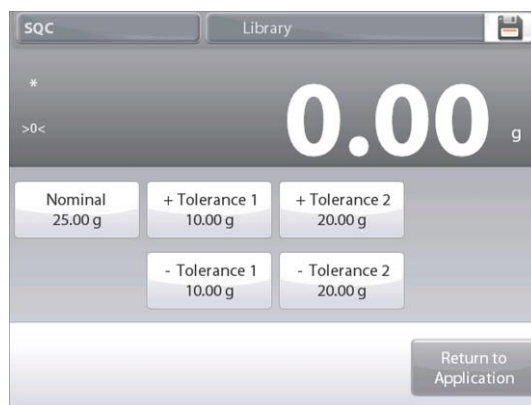 SQC Library
*
>0<
0.00 g
Nominal
25.00 g
+ Tolerance 1
10.00 g
+ Tolerance 2
20.00 g
- Tolerance 1
10.00 g
- Tolerance 2
20.00 g
Return to
Application